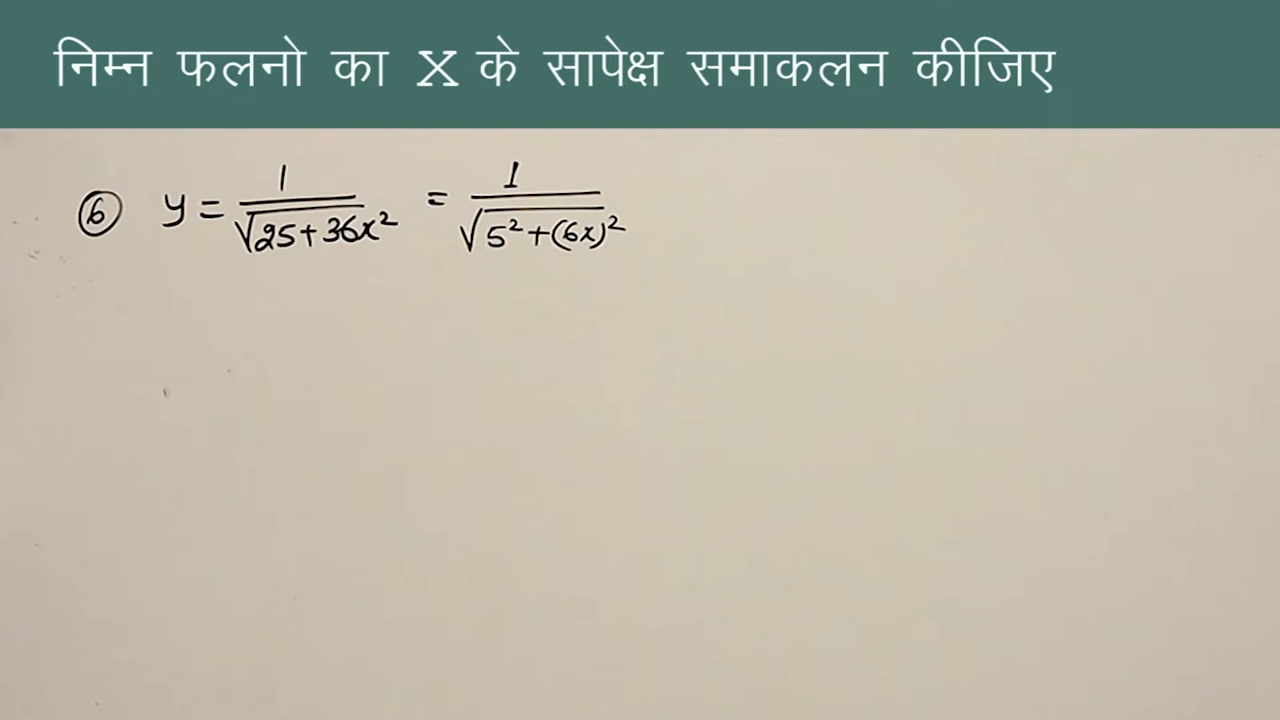 निम्न फलनो का X के सापेक्ष समाकलन कीजिए
⑥ y = 1/√(25+36x²) = 1/√(5²+(6x)²)